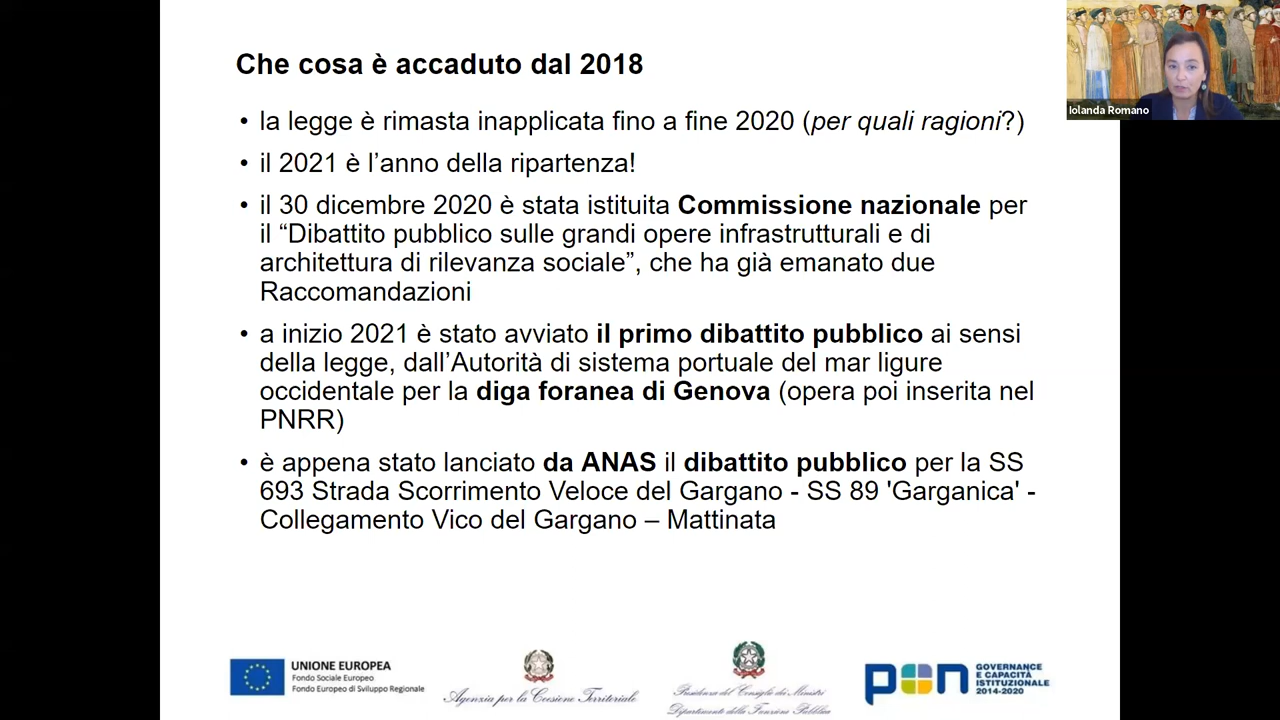 Che cosa è accaduto dal 2018
Iolanda Romano
• la legge è rimasta inapplicata fino a fine 2020 (per quali ragioni?)
• il 2021 è l’anno della ripartenza!
• il 30 dicembre 2020 è stata istituita Commissione nazionale per
il “Dibattito pubblico sulle grandi opere infrastrutturali e di
architettura di rilevanza sociale”, che ha già emanato due
Raccomandazioni
• a inizio 2021 è stato avviato il primo dibattito pubblico ai sensi
della legge, dall’Autorità di sistema portuale del mar ligure
occidentale per la diga foranea di Genova (opera poi inserita nel
PNRR)
• è appena stato lanciato da ANAS il dibattito pubblico per la SS
693 Strada Scorrimento Veloce del Gargano - SS 89 'Garganica' -
Collegamento Vico del Gargano – Mattinata
UNIONE EUROPEA
Fondo Sociale Europeo
Fondo Europeo di Sviluppo Regionale
Agenzia per la Coesione Territoriale
Presidenza del Consiglio dei Ministri
Dipartimento della Funzione Pubblica
pon
GOVERNANCE
E CAPACITÀ
ISTITUZIONALE
2014-2020